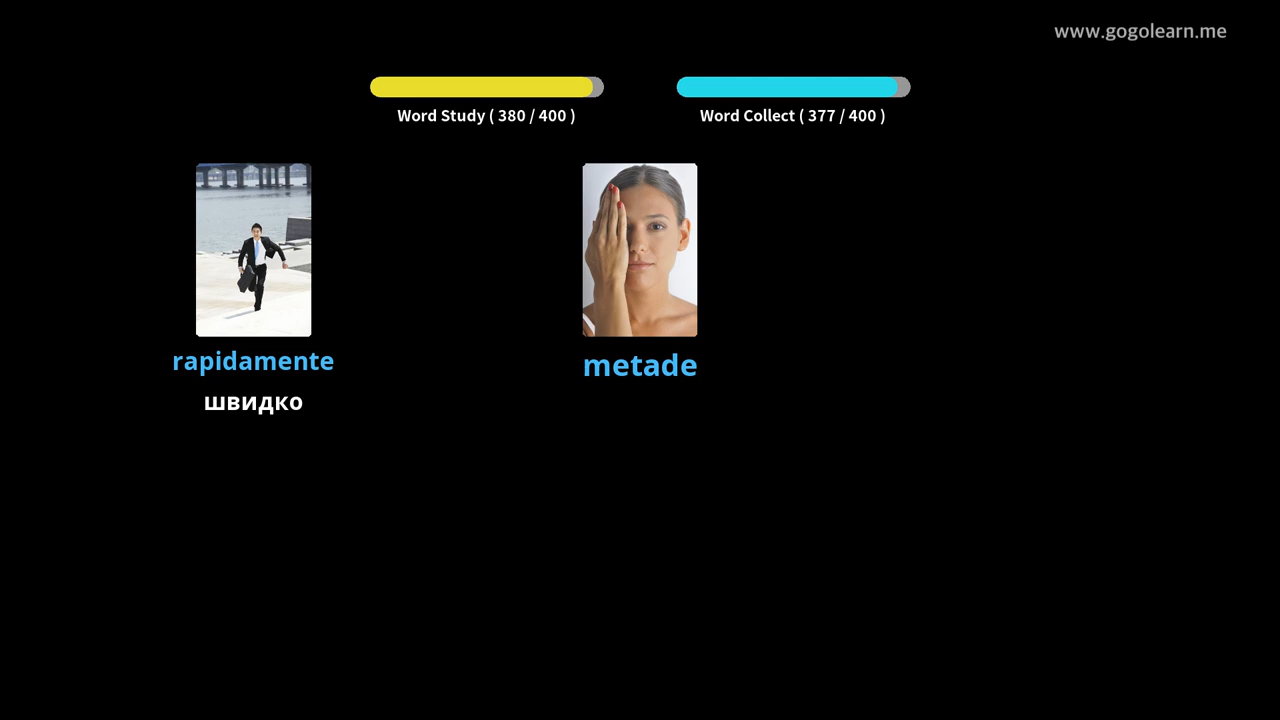 www.gogolearn.me
Word Study ( 380 / 400 )
Word Collect ( 377 / 400 )
rapidamente
швидко
metade